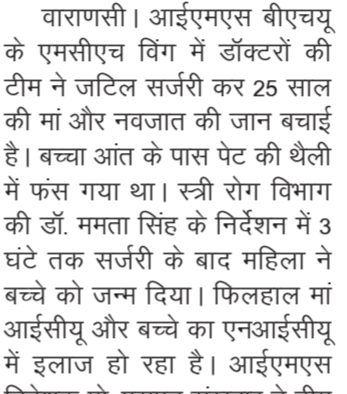 वाराणसी। आईएमएस बीएचयू
के एमसीएच विंग में डॉक्टरों की
टीम ने जटिल सर्जरी कर 25 साल
की मां और नवजात की जान बचाई
है। बच्चा आंत के पास पेट की थैली
में फंस गया था। स्त्री रोग विभाग
की डॉ. ममता सिंह के निर्देशन में 3
घंटे तक सर्जरी के बाद महिला ने
बच्चे को जन्म दिया। फिलहाल मां
आईसीयू और बच्चे का एनआईसीयू
में इलाज हो रहा है। आईएमएस